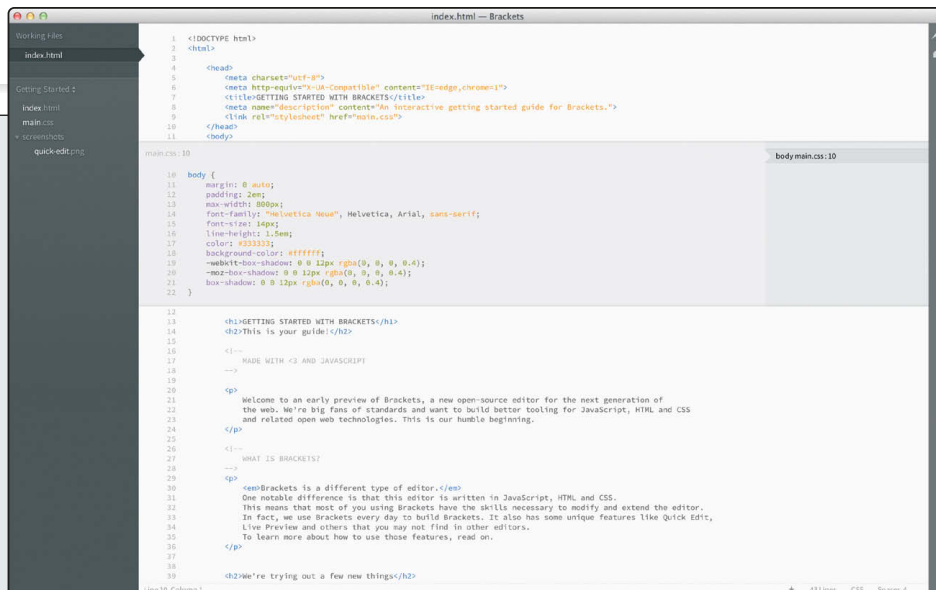 index.html — Brackets
Working Files
index.html
Getting Started
index.html
main.css
screenshots
quick-edit.png
1 <!DOCTYPE html>
2 <html>
3
4 <head>
5 <meta charset="utf-8">
6 <meta http-equiv="X-UA-Compatible" content="IE=edge,chrome=1">
7 <title>GETTING STARTED WITH BRACKETS</title>
8 <meta name="description" content="An interactive getting started guide for Brackets.">
9 <link rel="stylesheet" href="main.css">
10 </head>
11 <body>
main.css : 10
body main.css : 10
10 body {
11 margin: 0 auto;
12 padding: 2em;
13 max-width: 800px;
14 font-family: "Helvetica Neue", Helvetica, Arial, sans-serif;
15 font-size: 14px;
16 line-height: 1.5em;
17 color: #333333;
18 background-color: #ffffff;
19 -webkit-box-shadow: 0 0 12px rgba(0, 0, 0, 0.4);
20 -moz-box-shadow: 0 0 12px rgba(0, 0, 0, 0.4);
21 box-shadow: 0 0 12px rgba(0, 0, 0, 0.4);
22 }
12
13 <h1>GETTING STARTED WITH BRACKETS</h1>
14 <h2>This is your guide!</h2>
15
16 <!--
17 MADE WITH <3 AND JAVASCRIPT
18 -->
19
20 <p>
21 Welcome to an early preview of Brackets, a new open-source editor for the next generation of
22 the web. We're big fans of standards and want to build better tooling for JavaScript, HTML and CSS
23 and related open web technologies. This is our humble beginning.
24 </p>
25
26 <!--
27 WHAT IS BRACKETS?
28 -->
29 <p>
30 <em>Brackets is a different type of editor.</em>
31 One notable difference is that this editor is written in JavaScript, HTML and CSS.
32 This means that most of you using Brackets have the skills necessary to modify and extend the editor.
33 In fact, we use Brackets every day to build Brackets. It also has some unique features like Quick Edit,
34 Live Preview and others that you may not find in other editors.
35 To learn more about how to use those features, read on.
36 </p>
37
38
39 <h2>We're trying out a few new things</h2>